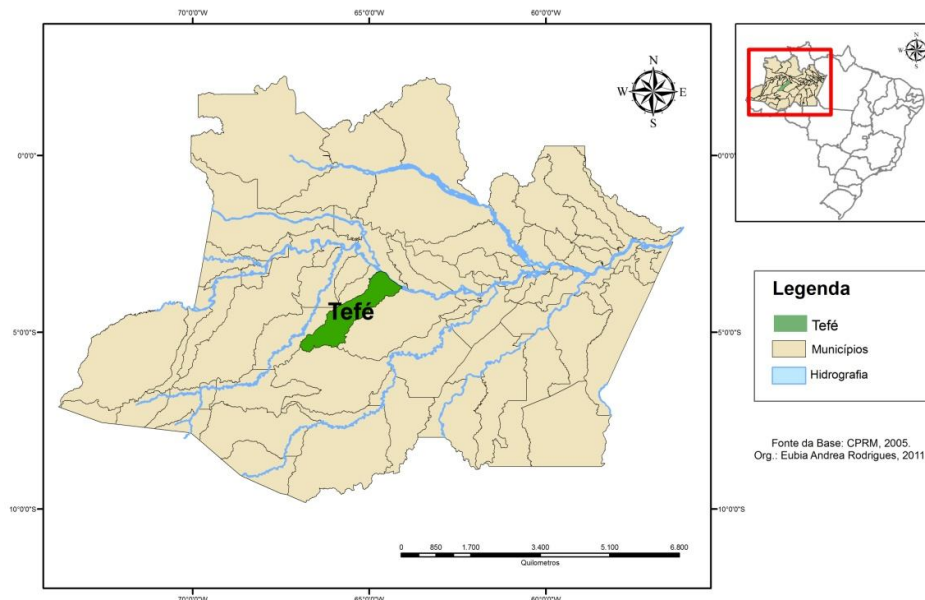 70°0'0"W 65°0'0"W 60°0'0"W
N
W E
S
N
W E
S
0°0'0" 0°0'0"
Tefé
5°0'0"S 5°0'0"S
10°0'0"S 10°0'0"S
0 850 1.700 3.400 5.100 6.800
Quilometros
70°0'0"W 65°0'0"W 60°0'0"W
Legenda
Tefé
Municípios
Hidrografia
Fonte da Base: CPRM, 2005.
Org.: Eubia Andrea Rodrigues, 2011